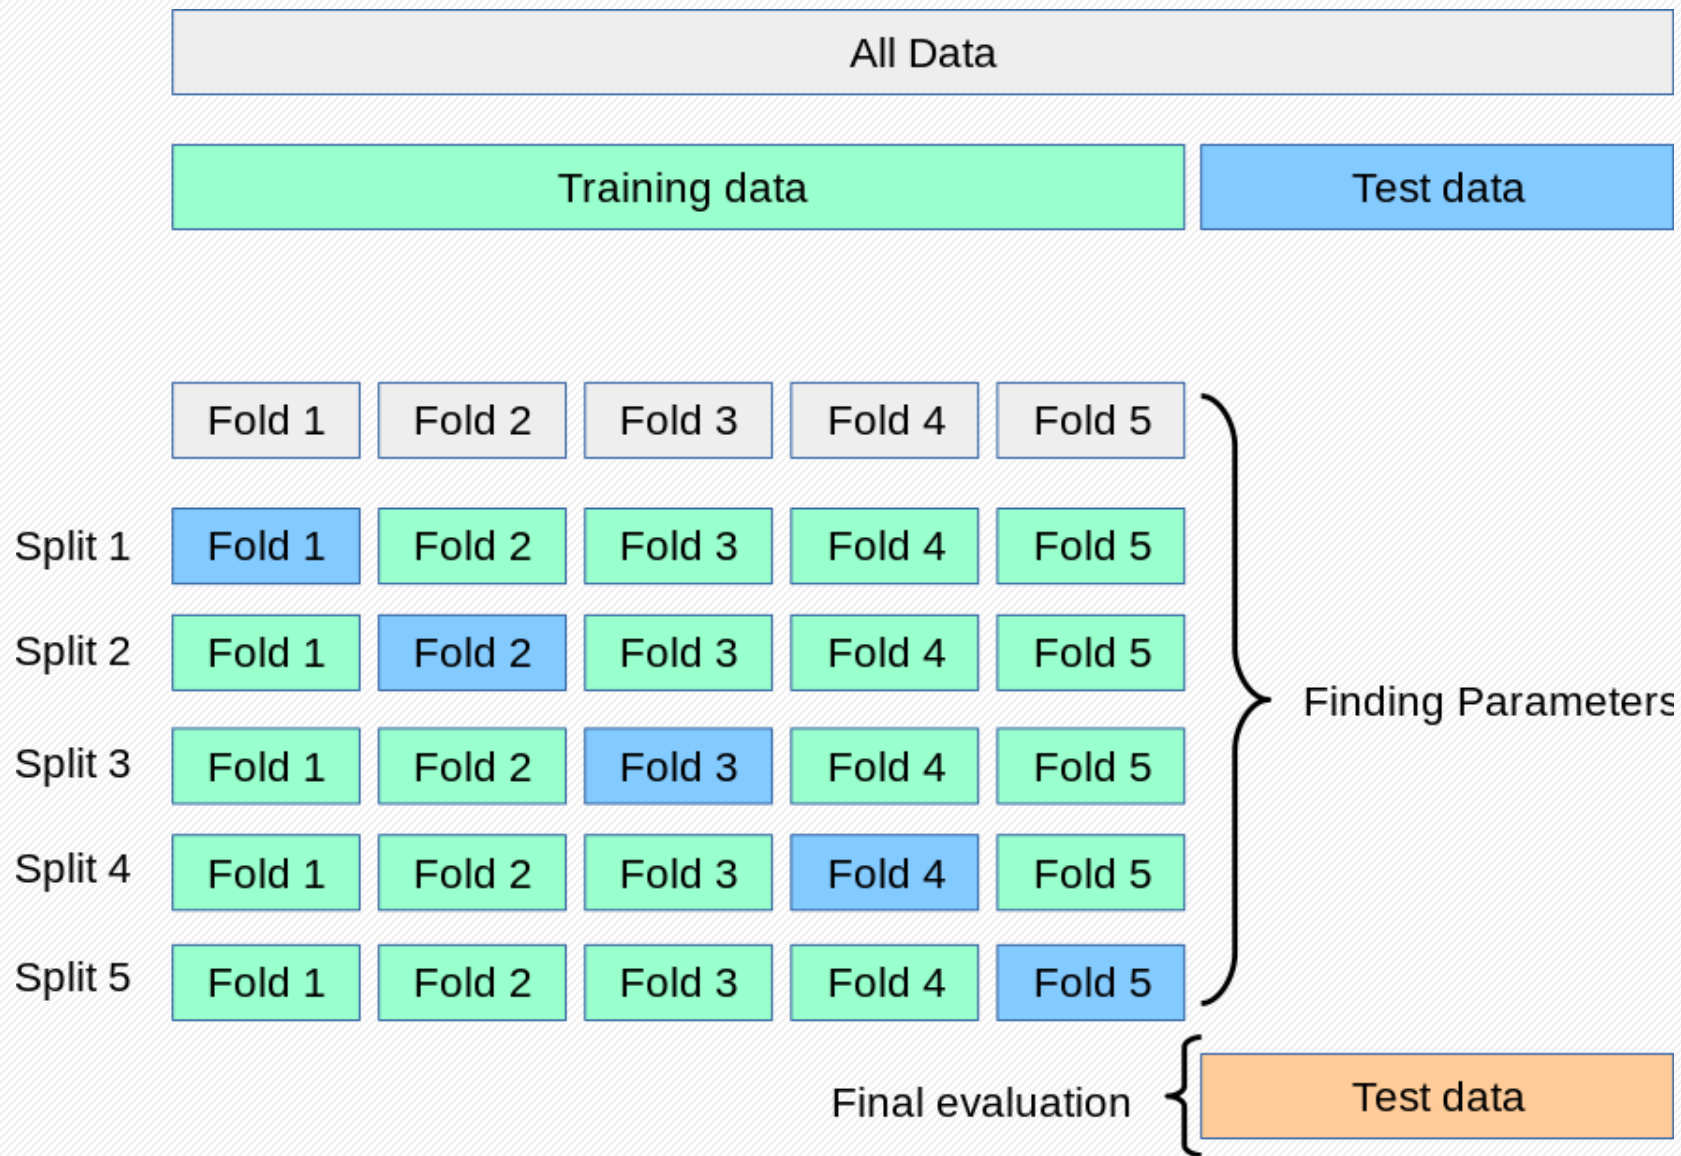 All Data
Training data Test data
Fold 1 Fold 2 Fold 3 Fold 4 Fold 5
Split 1 Fold 1 Fold 2 Fold 3 Fold 4 Fold 5
Split 2 Fold 1 Fold 2 Fold 3 Fold 4 Fold 5
Finding Parameters
Split 3 Fold 1 Fold 2 Fold 3 Fold 4 Fold 5
Split 4 Fold 1 Fold 2 Fold 3 Fold 4 Fold 5
Split 5 Fold 1 Fold 2 Fold 3 Fold 4 Fold 5
Final evaluation Test data